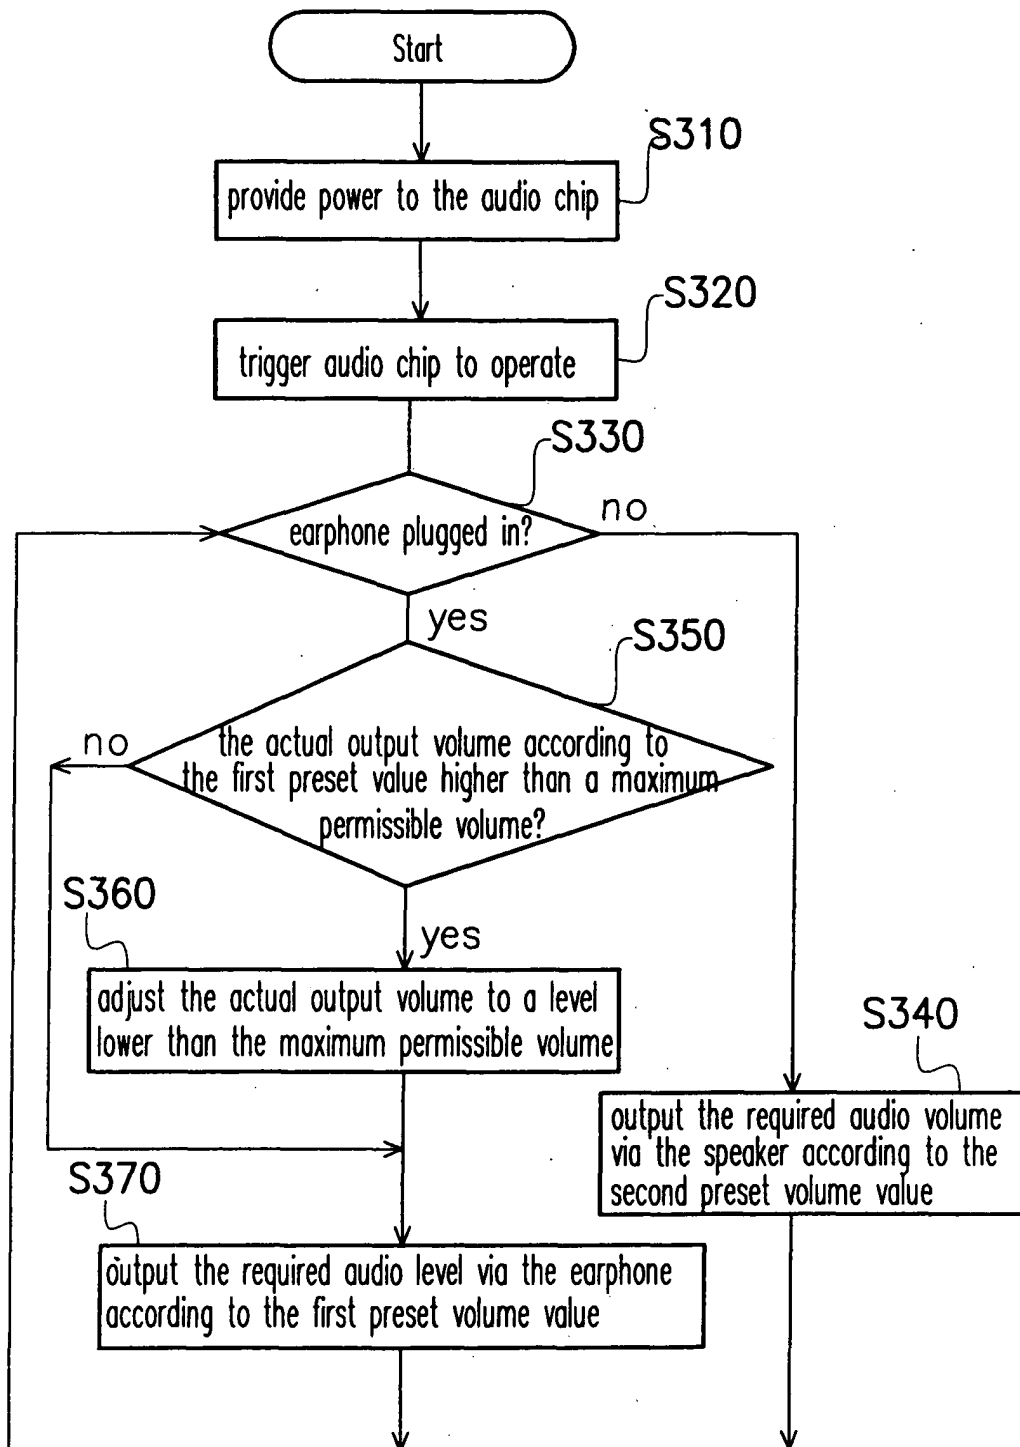 Start
S310
provide power to the audio chip
S320
trigger audio chip to operate
S330
earphone plugged in?
no
yes
S350
the actual output volume according to
the first preset value higher than a maximum
permissible volume?
no
yes
S360
adjust the actual output volume to a level
lower than the maximum permissible volume
S340
output the required audio volume
via the speaker according to the
second preset volume value
S370
output the required audio level via the earphone
according to the first preset volume value